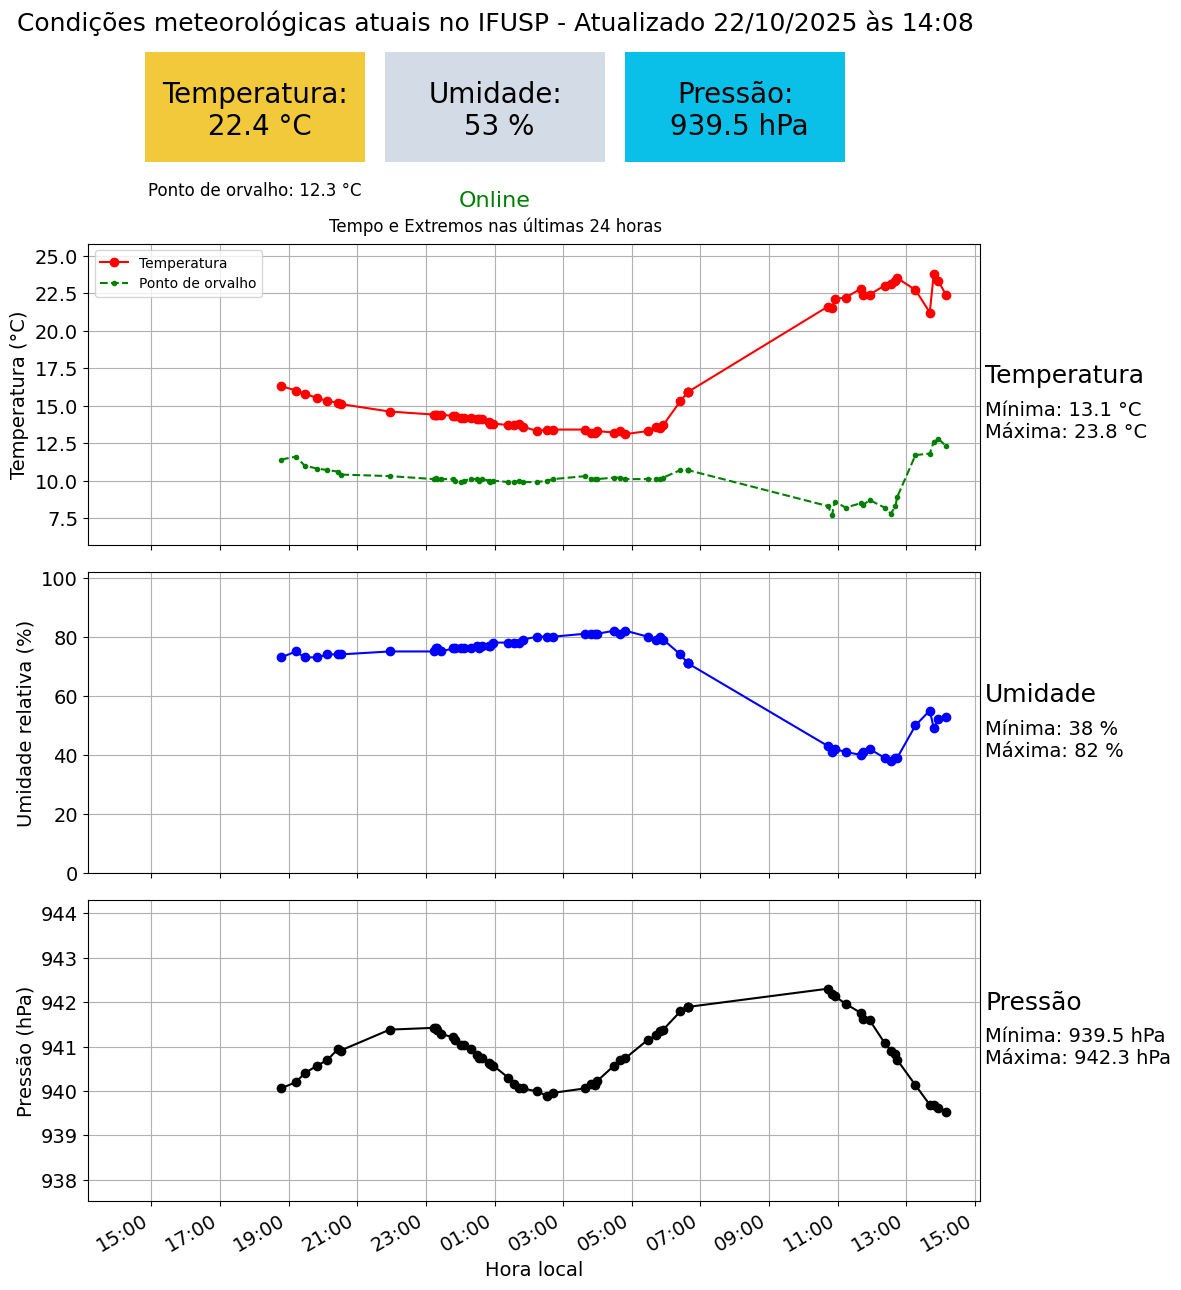 Condições meteorológicas atuais no IFUSP - Atualizado 22/10/2025 às 14:08
Temperatura:
22.4 °C
Umidade:
53 %
Pressão:
939.5 hPa
Ponto de orvalho: 12.3 °C
Online
Tempo e Extremos nas últimas 24 horas
Temperatura
Ponto de orvalho
Temperatura (°C)
25.0
22.5
20.0
17.5
15.0
12.5
10.0
7.5
Temperatura
Mínima: 13.1 °C
Máxima: 23.8 °C
Umidade relativa (%)
100
80
60
40
20
0
Umidade
Mínima: 38 %
Máxima: 82 %
Pressão (hPa)
944
943
942
941
940
939
938
Pressão
Mínima: 939.5 hPa
Máxima: 942.3 hPa
15:00
17:00
19:00
21:00
23:00
01:00
03:00
05:00
07:00
09:00
11:00
13:00
15:00
Hora local